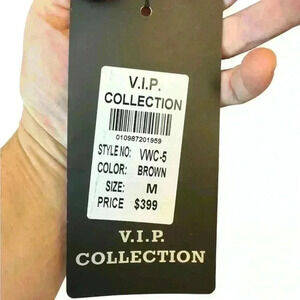 V.I.P.
COLLECTION
010987201959
STYLE NO: VWC-5
COLOR: BROWN
SIZE: M
PRICE $399
V.I.P.
COLLECTION